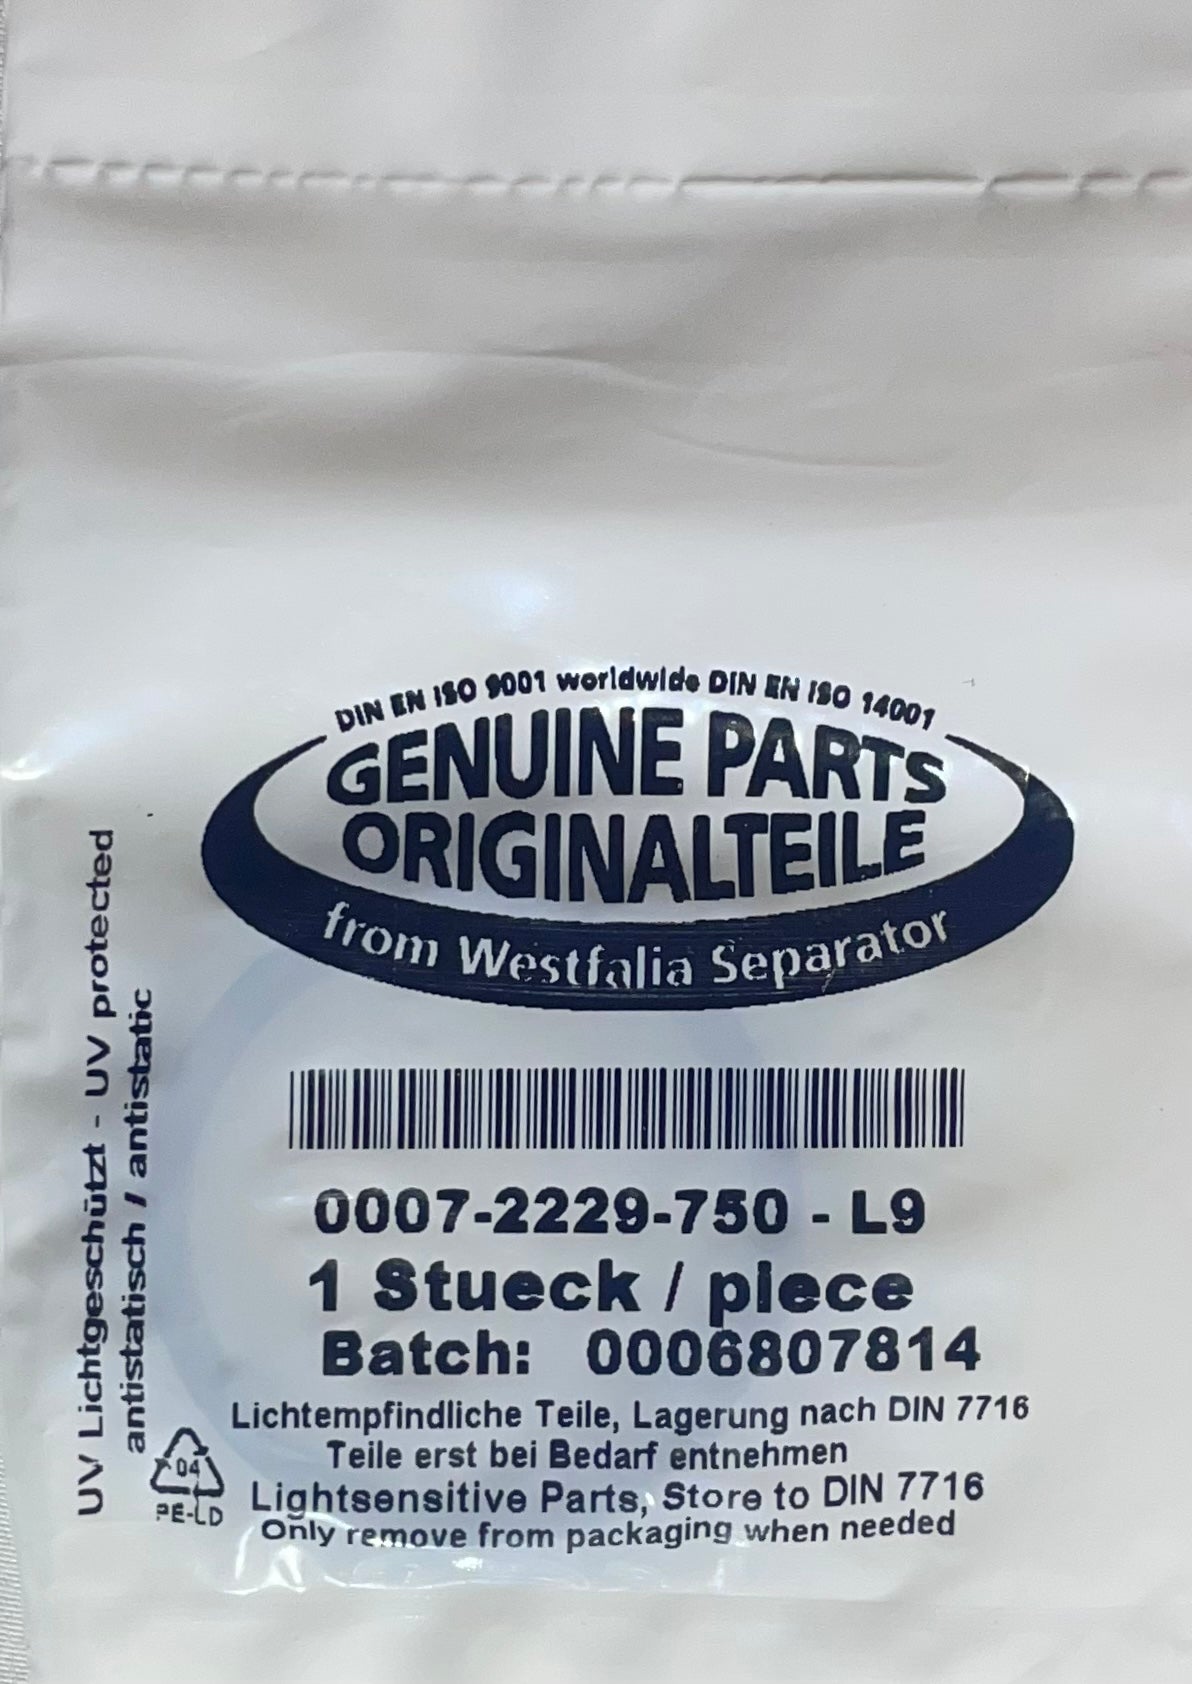 DIN EN ISO 9001 worldwide DIN EN ISO 14001
GENUINE PARTS
ORIGINALTEILE
from Westfalia Separator
0007-2229-750 - L9
1 Stueck / piece
Batch: 0006807814
Lichtempfindliche Teile, Lagerung nach DIN 7716
Teile erst bei Bedarf entnehmen
Lightsensitive Parts, Store to DIN 7716
Only remove from packaging when needed
UV Lichtgeschützt - UV protected
antistatisch / antistatic
04
PE-LD